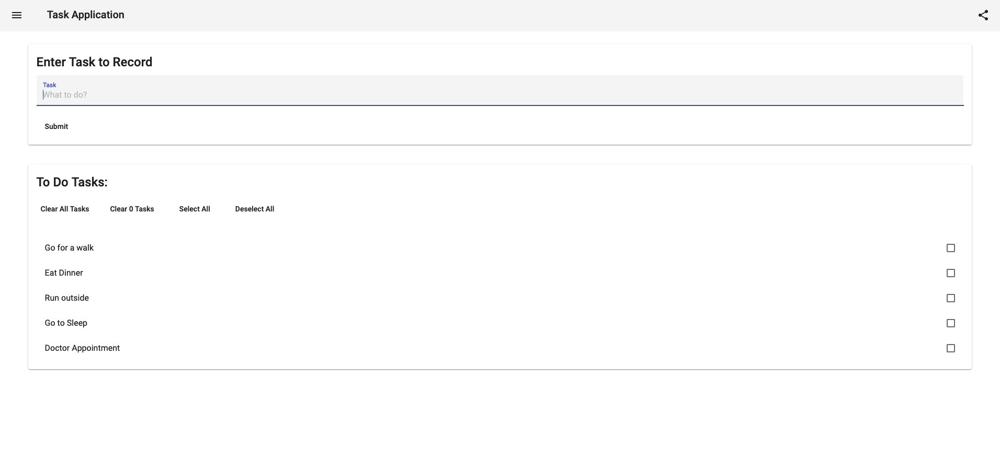 Task Application
Enter Task to Record
Task
What to do?
Submit
To Do Tasks:
Clear All Tasks Clear 0 Tasks Select All Deselect All
Go for a walk
Eat Dinner
Run outside
Go to Sleep
Doctor Appointment